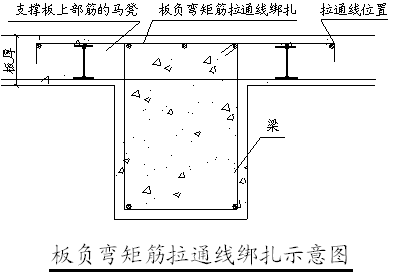 支撑板上部筋的马凳
板负弯矩筋拉通线绑扎
拉通线位置
板厚
梁
板负弯矩筋拉通线绑扎示意图